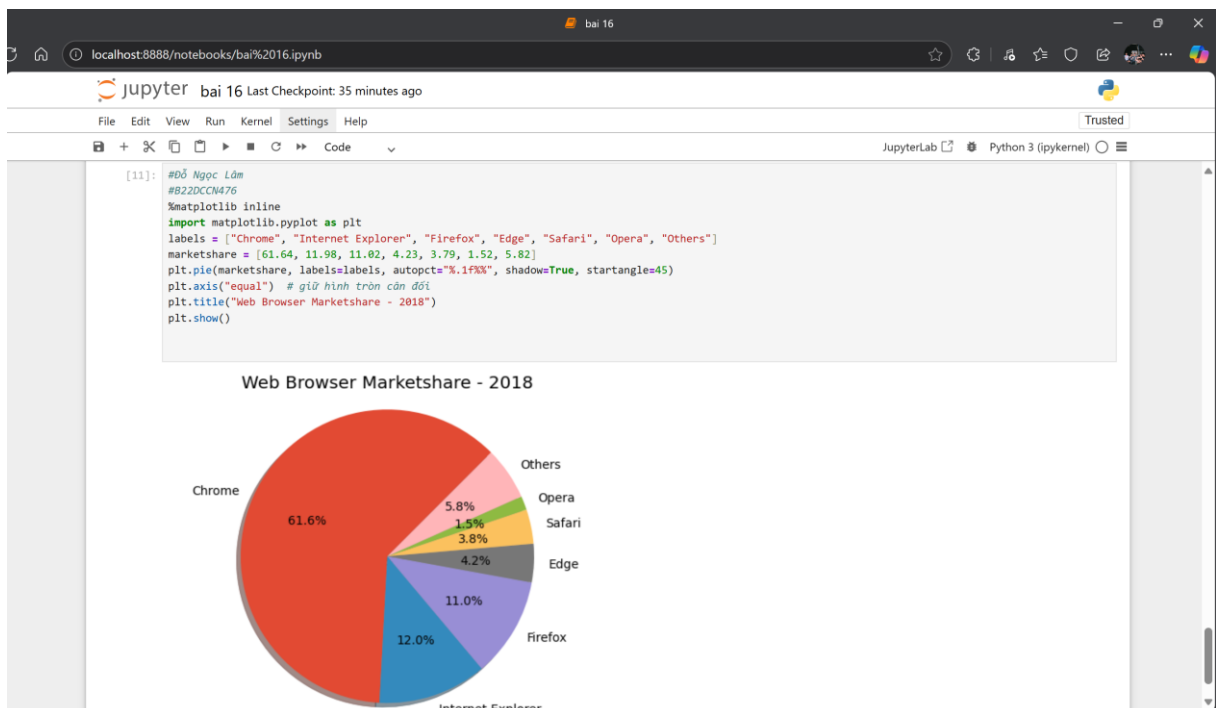 bai 16
localhost:8888/notebooks/bai%2016.ipynb
jupyter bai 16 Last Checkpoint: 35 minutes ago
File Edit View Run Kernel Settings Help Trusted
Code JupyterLab Python 3 (ipykernel)
[11]: #Đỗ Ngọc Lâm
#B22DCCN476
%matplotlib inline
import matplotlib.pyplot as plt
labels = ["Chrome", "Internet Explorer", "Firefox", "Edge", "Safari", "Opera", "Others"]
marketshare = [61.64, 11.98, 11.02, 4.23, 3.79, 1.52, 5.82]
plt.pie(marketshare, labels=labels, autopct="%.1f%%", shadow=True, startangle=45)
plt.axis("equal") # giữ hình tròn cân đối
plt.title("Web Browser Marketshare - 2018")
plt.show()
Web Browser Marketshare - 2018
Others
Chrome
5.8%
Opera
61.6%
1.5%
Safari
3.8%
4.2%
Edge
11.0%
12.0%
Firefox
Internet Explorer